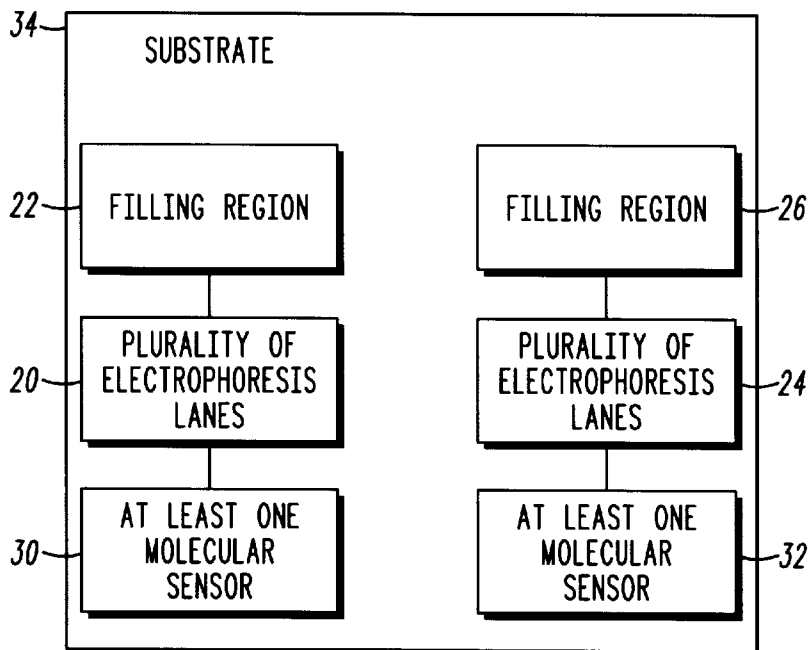 34
SUBSTRATE
22
FILLING REGION
FILLING REGION
26
20
PLURALITY OF
ELECTROPHORESIS
LANES
PLURALITY OF
ELECTROPHORESIS
LANES
24
30
AT LEAST ONE
MOLECULAR
SENSOR
AT LEAST ONE
MOLECULAR
SENSOR
32